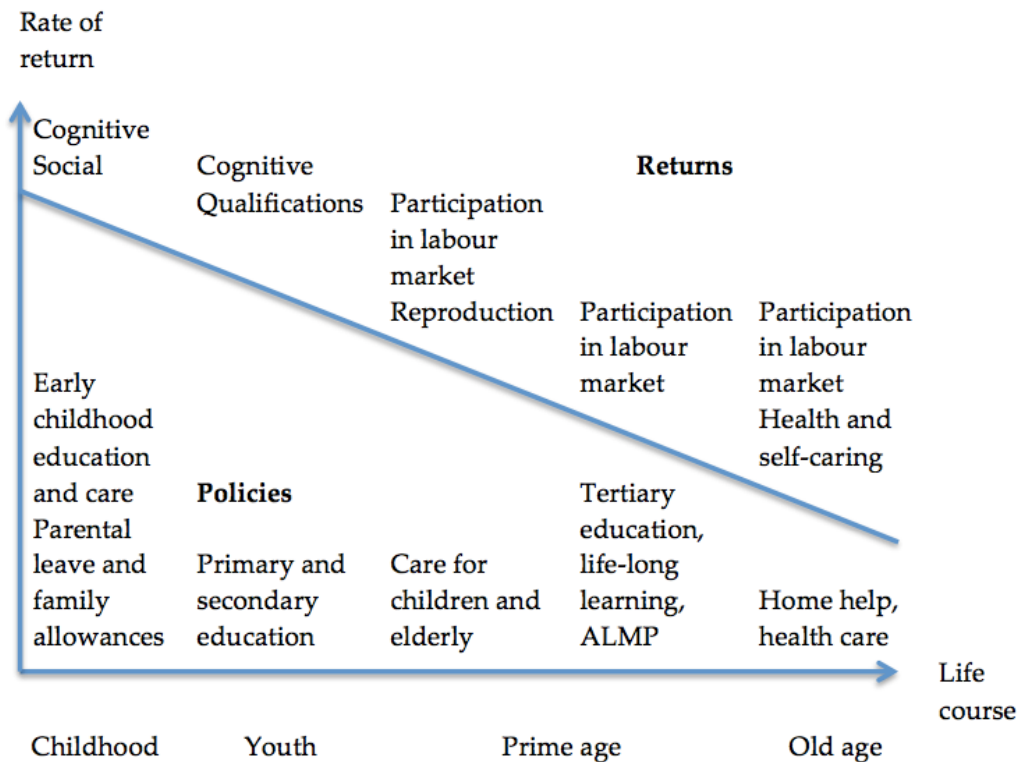 Rate of
return
Cognitive
Social
Cognitive
Qualifications
Returns
Participation
in labour
market
Reproduction
Participation
in labour
market
Participation
in labour
market
Health and
self-caring
Early
childhood
education
and care
Parental
leave and
family
allowances
Policies
Primary and
secondary
education
Care for
children and
elderly
Tertiary
education,
life-long
learning,
ALMP
Home help,
health care
Life
course
Childhood
Youth
Prime age
Old age